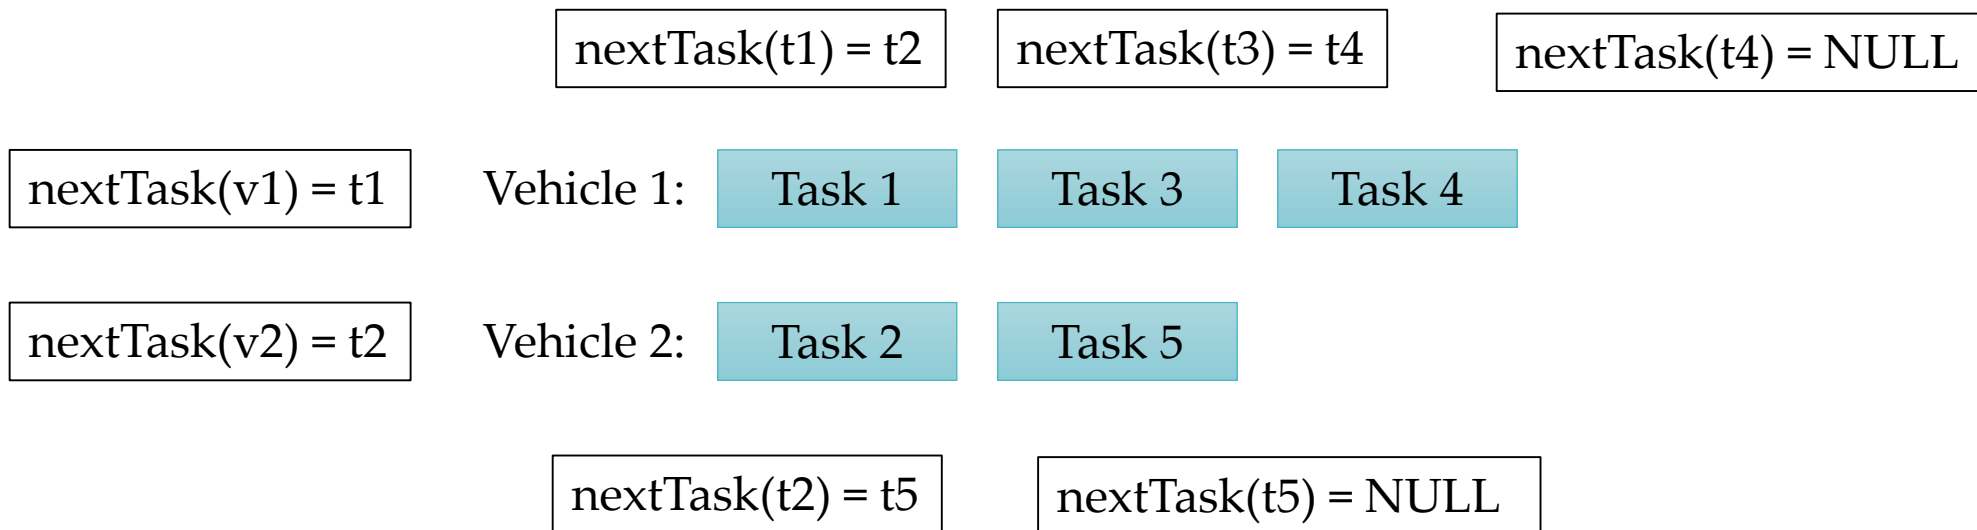 nextTask(t1) = t2
nextTask(t3) = t4
nextTask(t4) = NULL
nextTask(v1) = t1
Vehicle 1:
Task 1
Task 3
Task 4
nextTask(v2) = t2
Vehicle 2:
Task 2
Task 5
nextTask(t2) = t5
nextTask(t5) = NULL